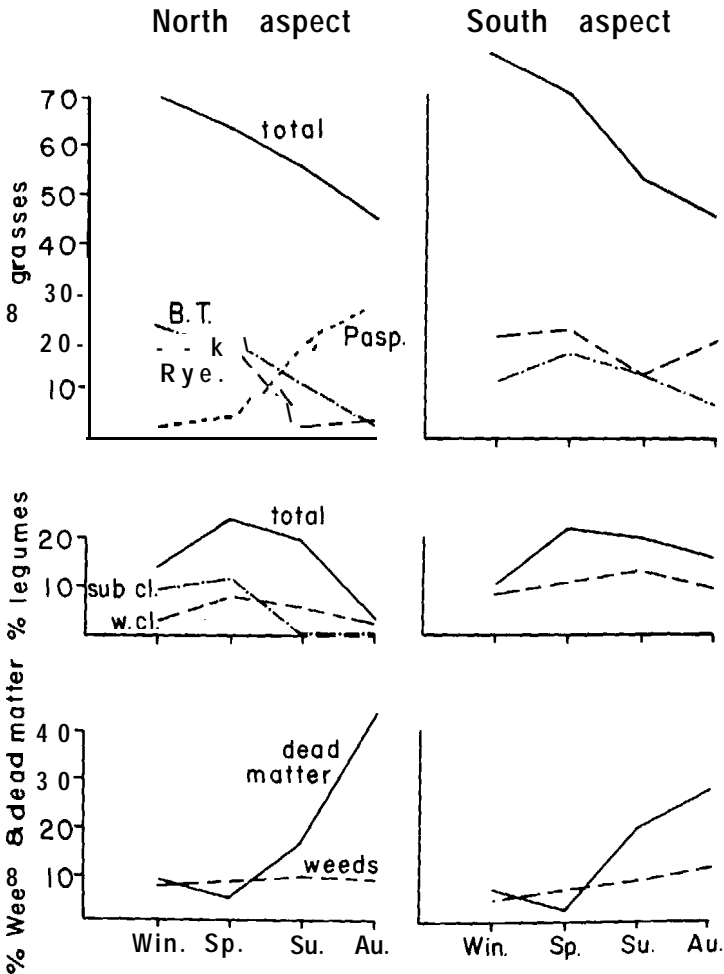 North aspect
South aspect
70
60
50
40
30
20
10
∞ grasses
total
B.T.
k
Rye.
Pasp.
20
10
% legumes
total
sub cl.
w.cl.
40
30
20
10
% Wee∞ & dead matter
dead
matter
weeds
Win. Sp. Su. Au.
Win. Sp. Su. Au.